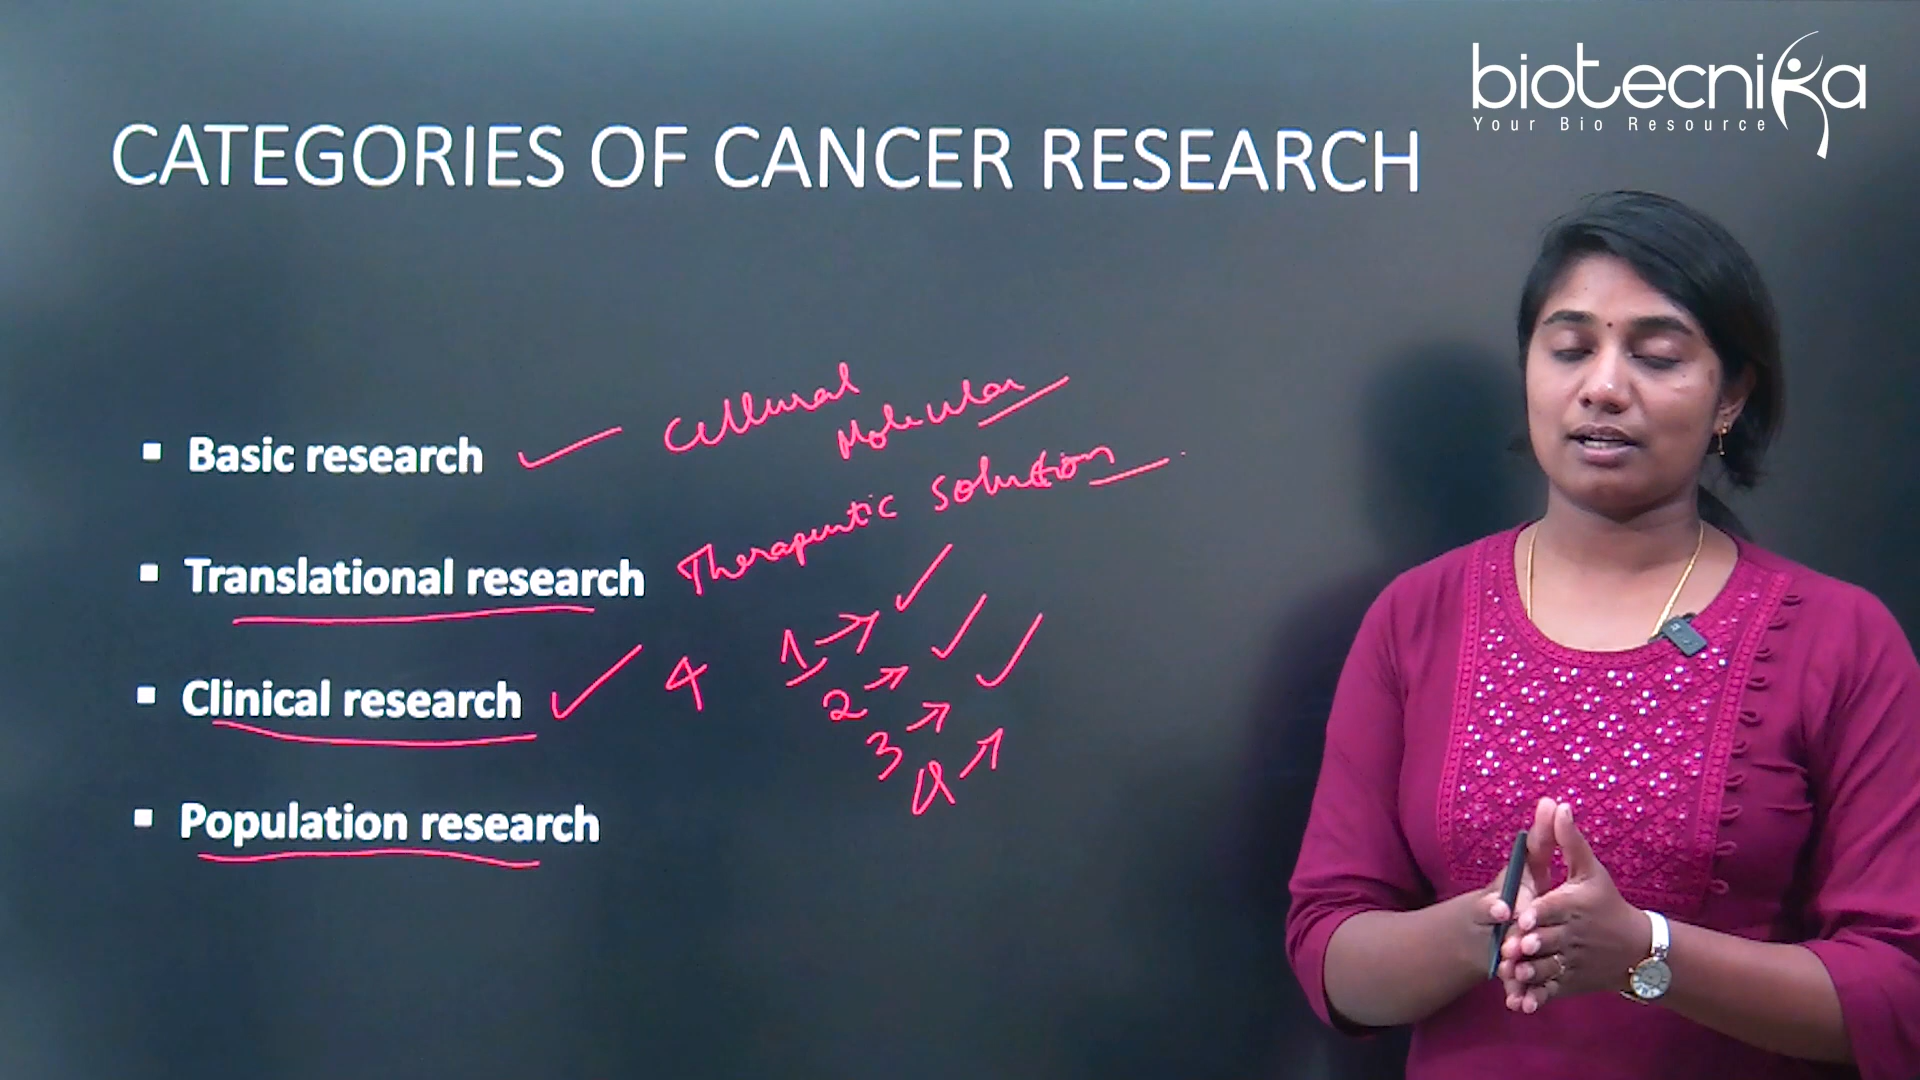 biotecnika
Your Bio Resource
CATEGORIES OF CANCER RESEARCH
Basic research
Cellural
Molecular
Translational research
Therapeutic Solution
Clinical research
4
1
2
3
4
Population research